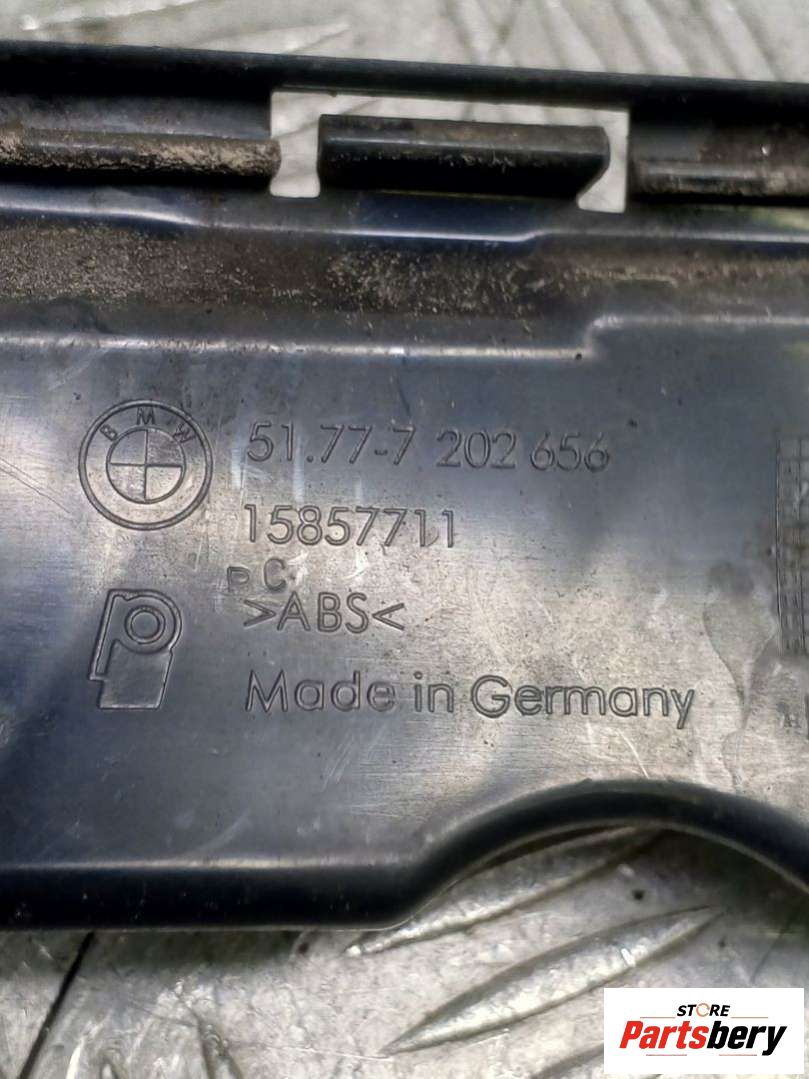 BMW
51.77-7 202 656
15857711
PC
>ABS<
Made in Germany
STORE
Partsbery